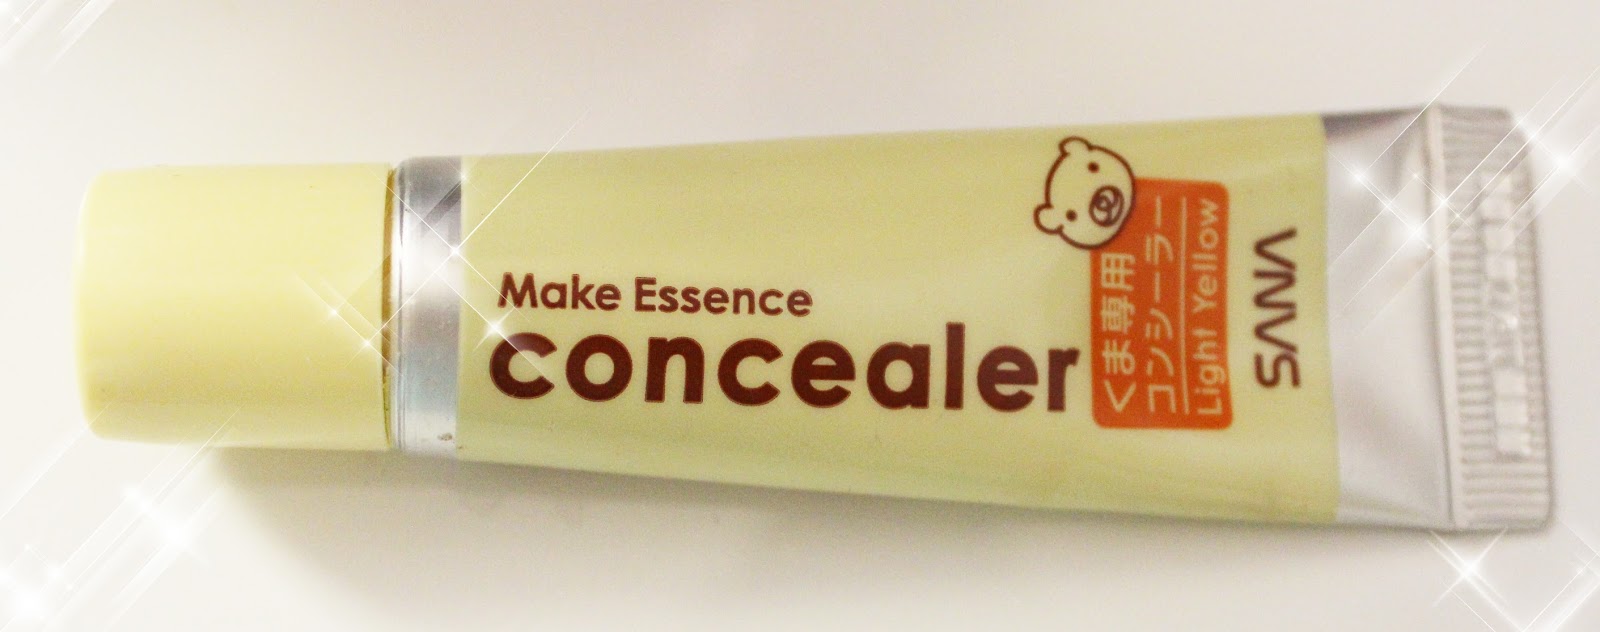 Make Essence
concealer
くま専用
コンシーラー
Light Yellow
SANA